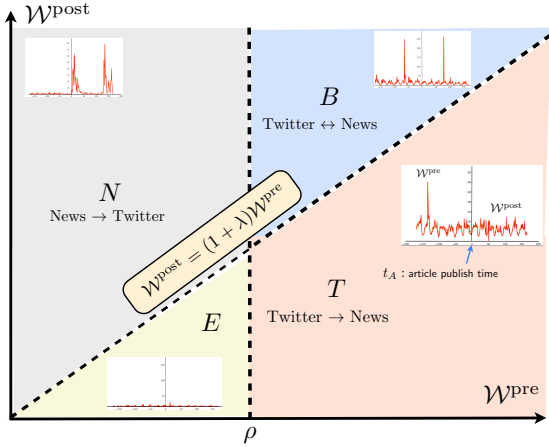 𝒲^post
B
Twitter ↔ News
N
News → Twitter
𝒲^post = (1 + λ)𝒲^pre
𝒲^pre
𝒲^post
t_A : article publish time
T
Twitter → News
E
𝒲^pre
ρ